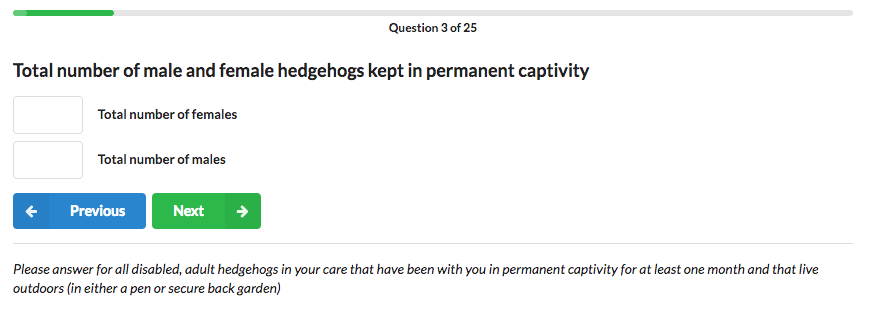 Question 3 of 25
Total number of male and female hedgehogs kept in permanent captivity
Total number of females
Total number of males
Previous
Next
Please answer for all disabled, adult hedgehogs in your care that have been with you in permanent captivity for at least one month and that live
outdoors (in either a pen or secure back garden)